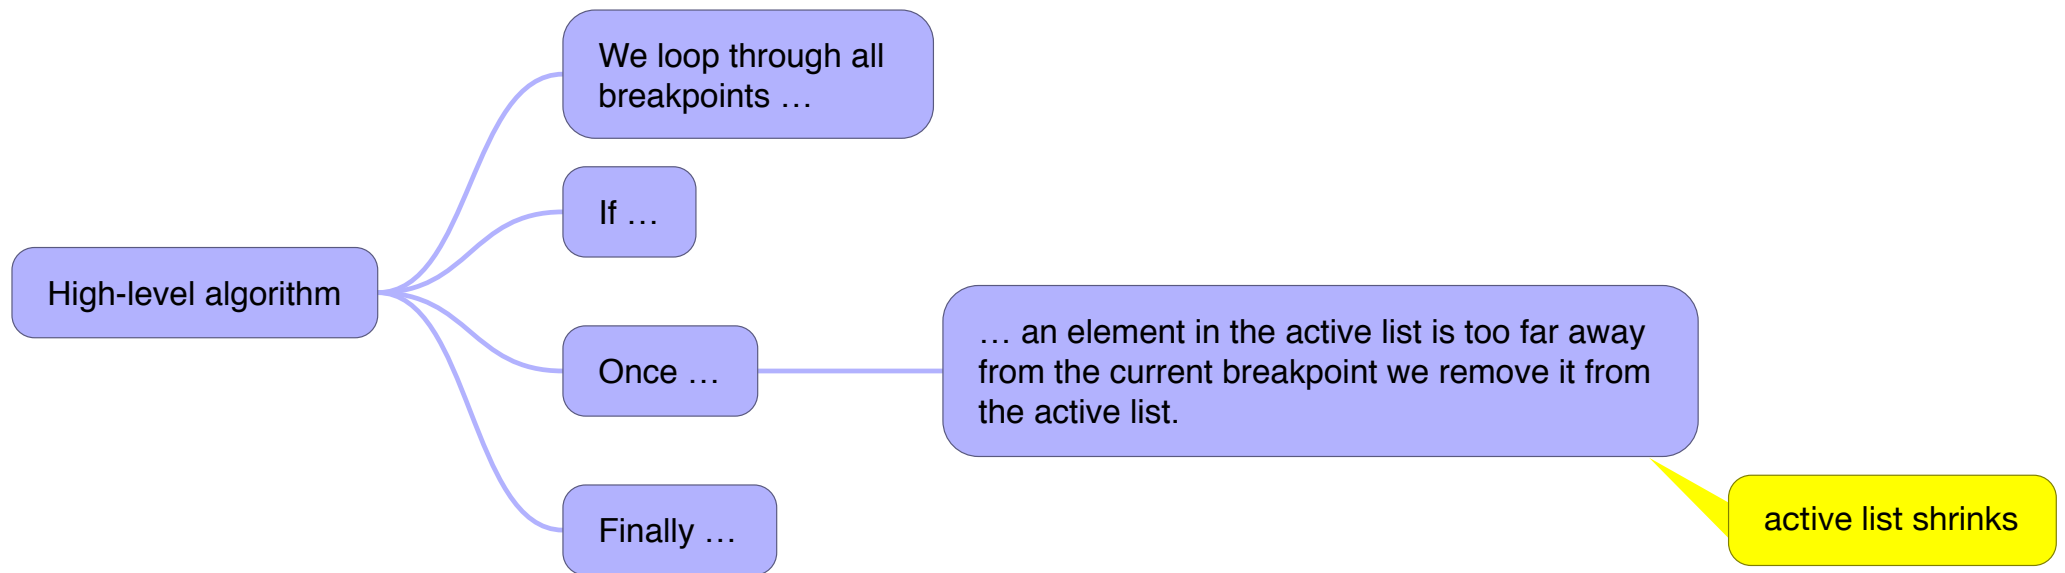 High-level algorithm
We loop through all
breakpoints …
If …
Once …
… an element in the active list is too far away
from the current breakpoint we remove it from
the active list.
active list shrinks
Finally …